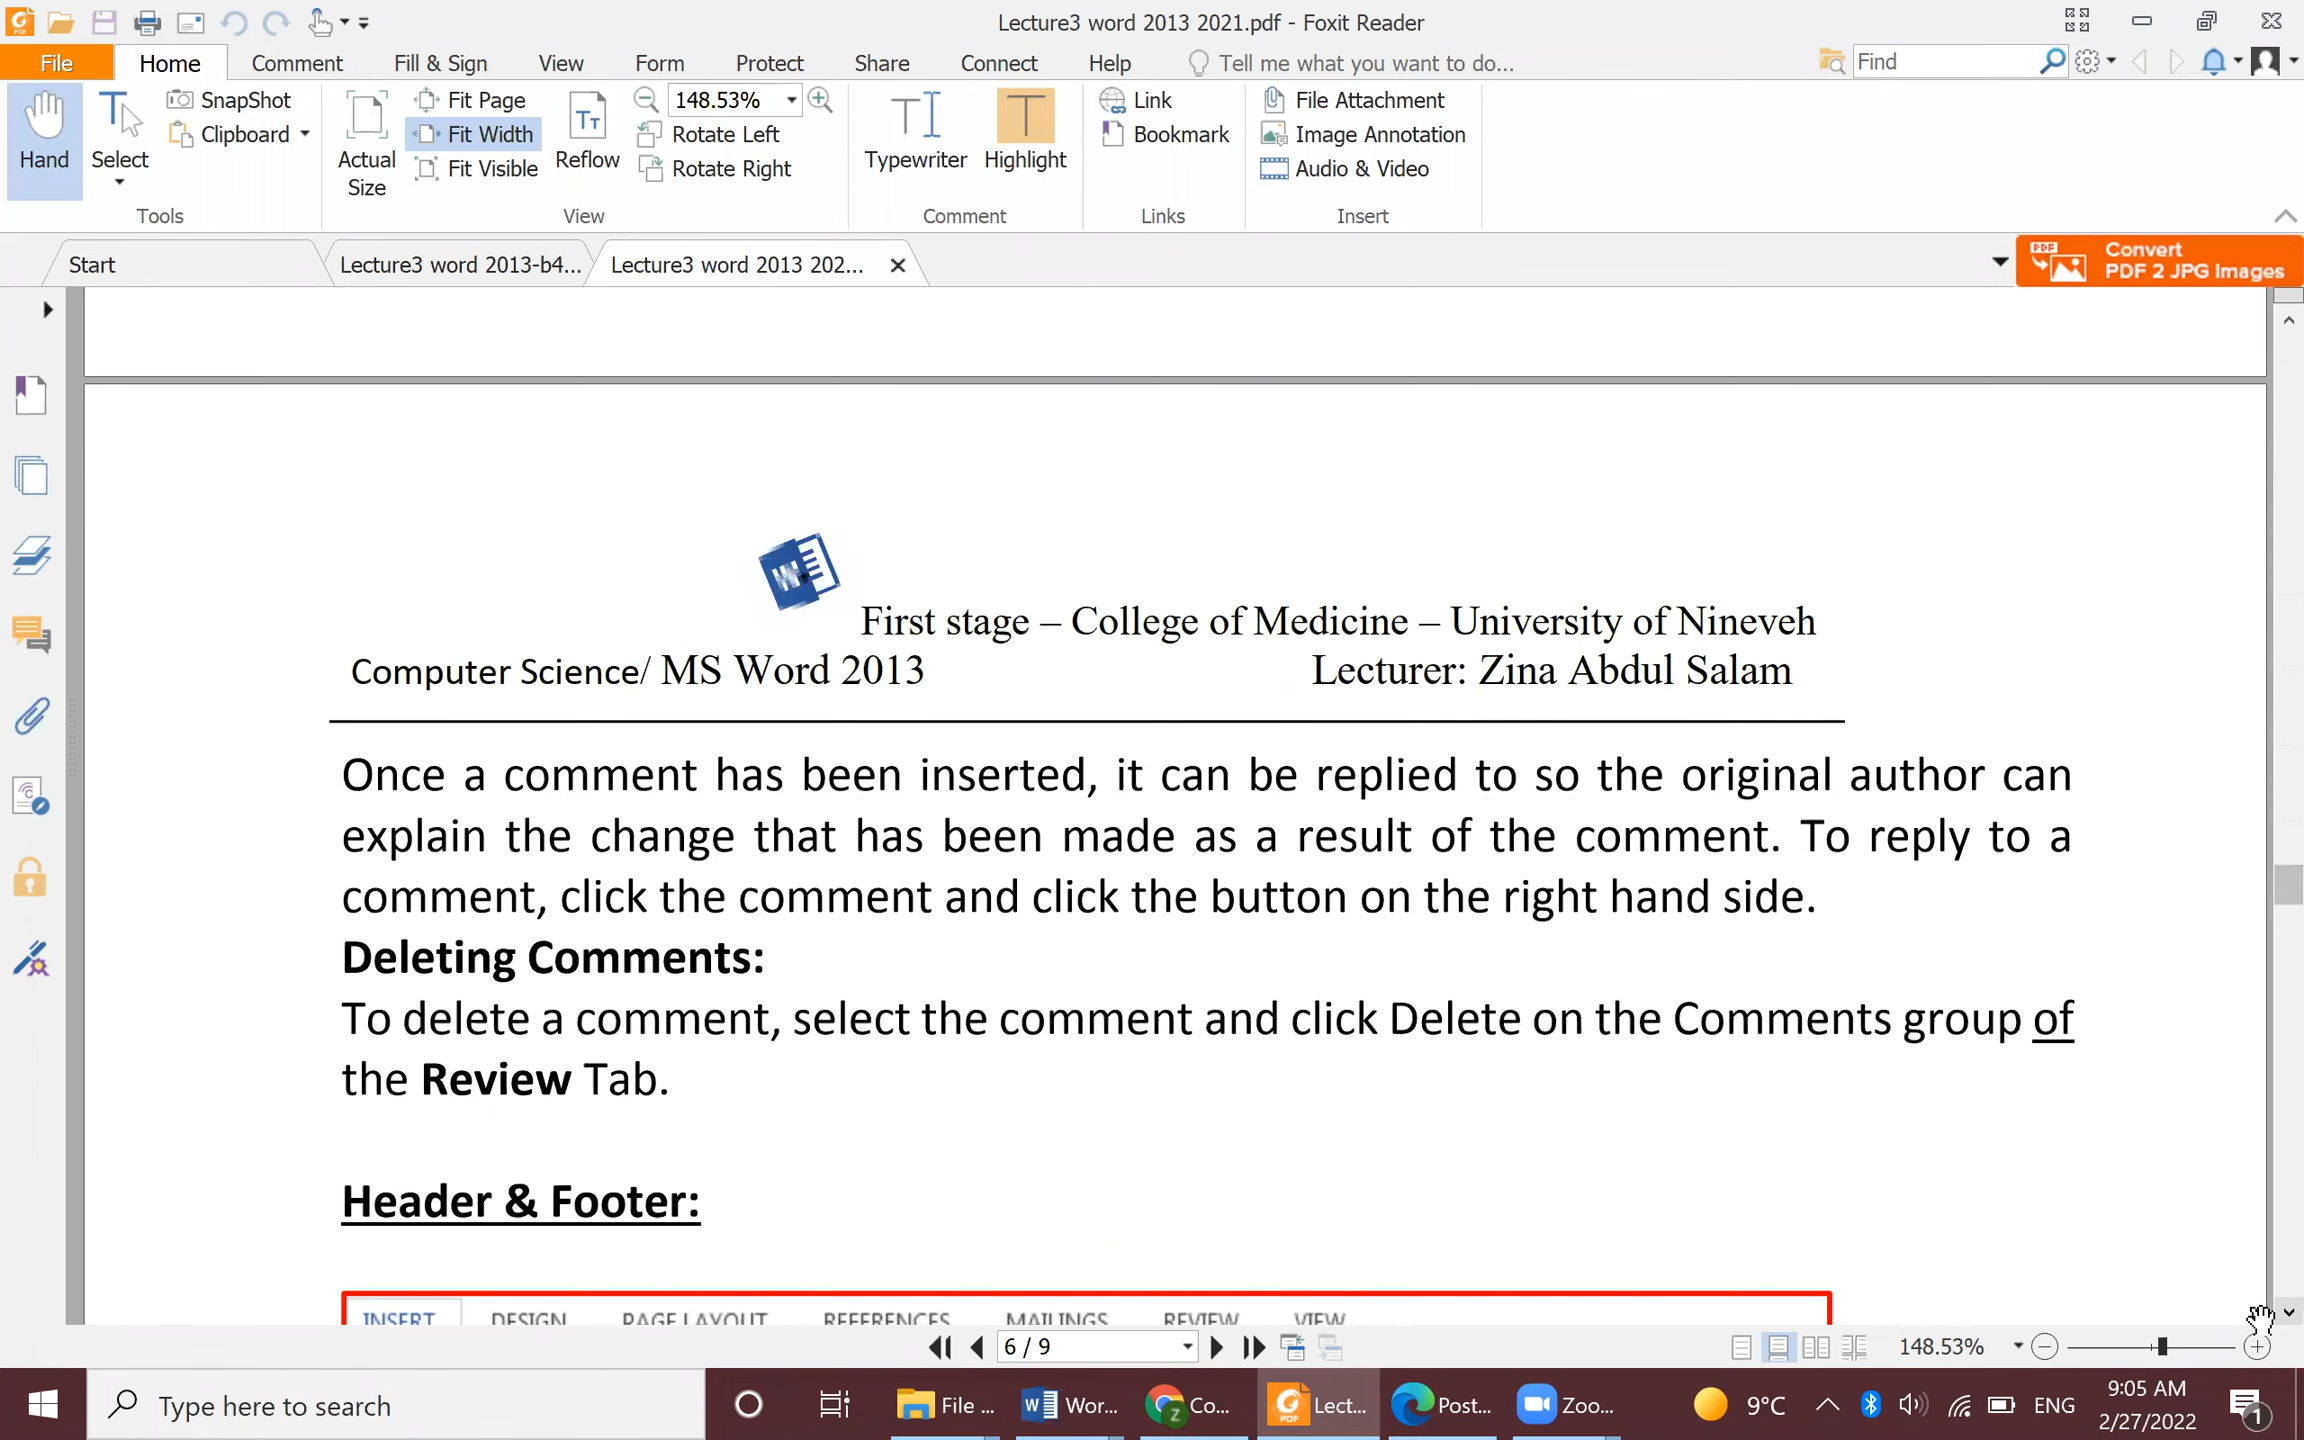 Lecture3 word 2013 2021.pdf - Foxit Reader
File Home Comment Fill & Sign View Form Protect Share Connect Help Tell me what you want to do... Find
Hand
Select
SnapShot
Clipboard
Tools
Actual Size
Fit Page
Fit Width
Fit Visible
Reflow
148.53%
Rotate Left
Rotate Right
View
Typewriter
Highlight
Comment
Link
Bookmark
Links
File Attachment
Image Annotation
Audio & Video
Insert
Start Lecture3 word 2013-b4... Lecture3 word 2013 202...
Convert
PDF 2 JPG Images
First stage – College of Medicine – University of Nineveh
Computer Science/ MS Word 2013 Lecturer: Zina Abdul Salam
Once a comment has been inserted, it can be replied to so the original author can
explain the change that has been made as a result of the comment. To reply to a
comment, click the comment and click the button on the right hand side.
Deleting Comments:
To delete a comment, select the comment and click Delete on the Comments group of
the Review Tab.
Header & Footer:
INSERT DESIGN PAGE LAYOUT REFERENCES MAILINGS REVIEW VIEW
6 / 9 148.53%
Type here to search File ... Wor... Co... Lect... Post... Zoo... 9°C ENG
9:05 AM
2/27/2022
1